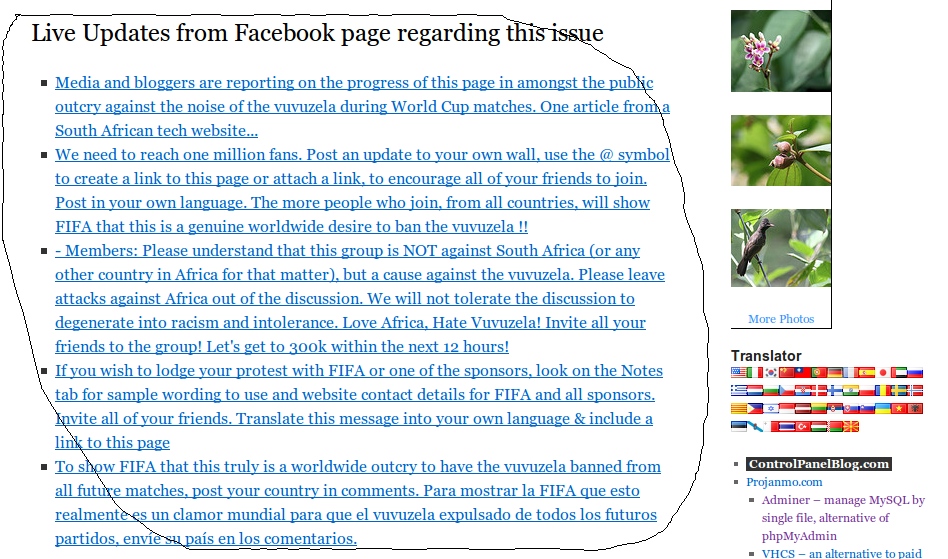 Live Updates from Facebook page regarding this issue
Media and bloggers are reporting on the progress of this page in amongst the public
outcry against the noise of the vuvuzela during World Cup matches. One article from a
South African tech website...
We need to reach one million fans. Post an update to your own wall, use the @ symbol
to create a link to this page or attach a link, to encourage all of your friends to join.
Post in your own language. The more people who join, from all countries, will show
FIFA that this is a genuine worldwide desire to ban the vuvuzela !!
- Members: Please understand that this group is NOT against South Africa (or any
other country in Africa for that matter), but a cause against the vuvuzela. Please leave
attacks against Africa out of the discussion. We will not tolerate the discussion to
degenerate into racism and intolerance. Love Africa, Hate Vuvuzela! Invite all your
friends to the group! Let's get to 300k within the next 12 hours!
If you wish to lodge your protest with FIFA or one of the sponsors, look on the Notes
tab for sample wording to use and website contact details for FIFA and all sponsors.
Invite all of your friends. Translate this message into your own language & include a
link to this page
To show FIFA that this truly is a worldwide outcry to have the vuvuzela banned from
all future matches, post your country in comments. Para mostrar la FIFA que esto
realmente es un clamor mundial para que el vuvuzela expulsado de todos los futuros
partidos, envíe su país en los comentarios.
More Photos
Translator
ControlPanelBlog.com
Projanmo.com
Adminer – manage MySQL by
single file, alternative of
phpMyAdmin
VHCS – an alternative to paid